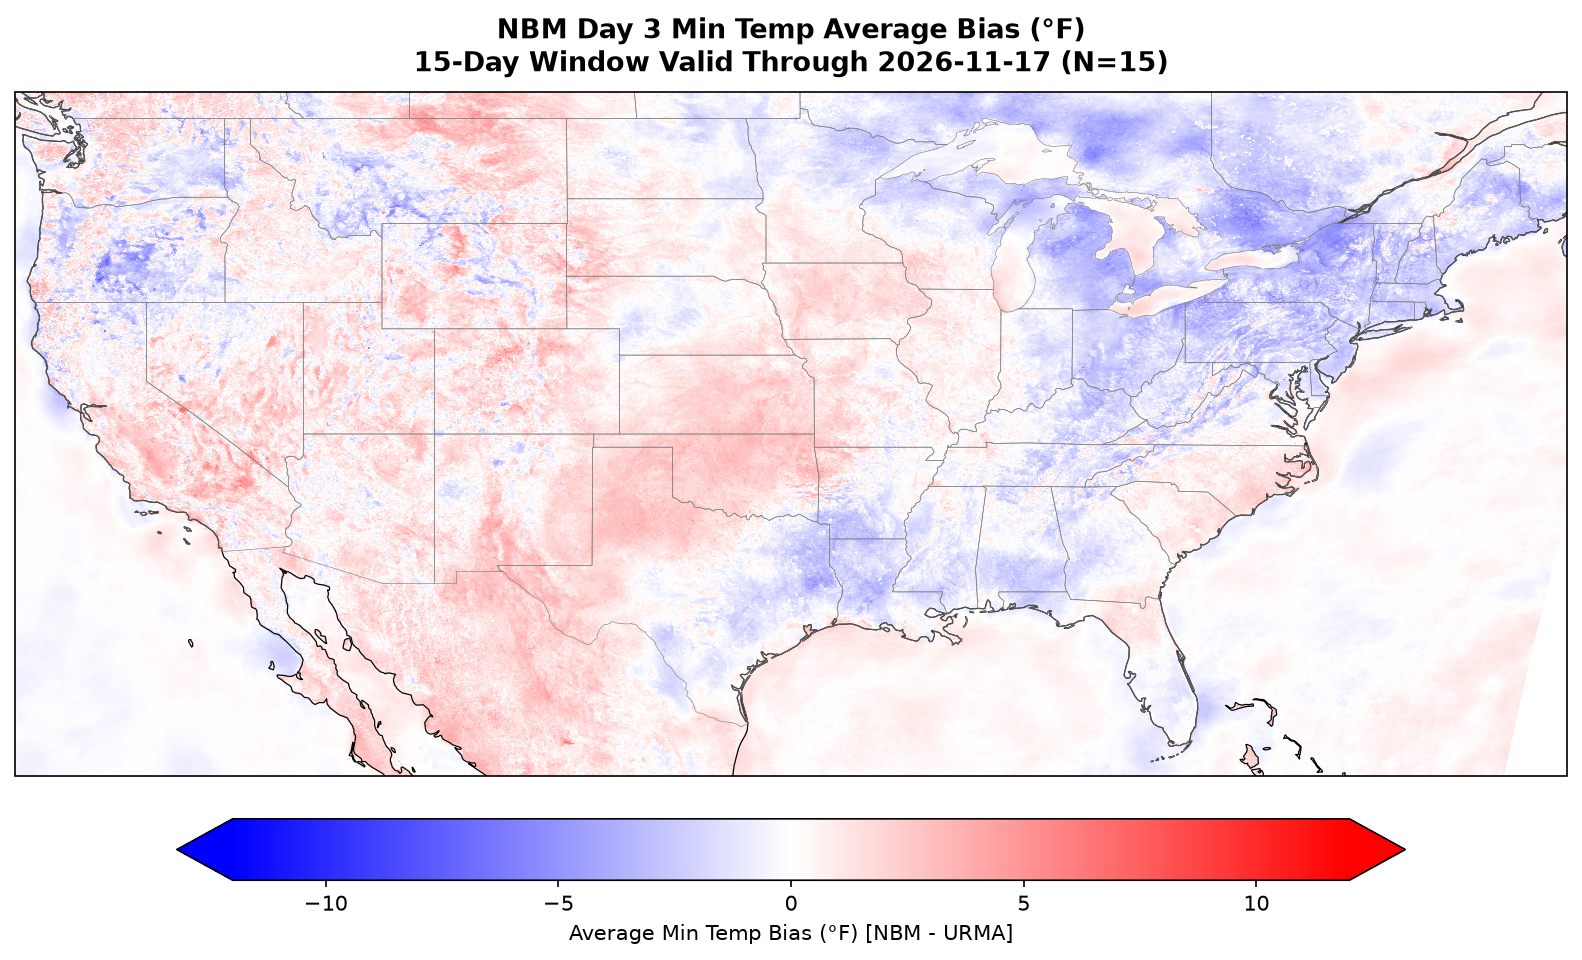 NBM Day 3 Min Temp Average Bias (°F)
15-Day Window Valid Through 2026-11-17 (N=15)
−10 −5 0 5 10
Average Min Temp Bias (°F) [NBM - URMA]